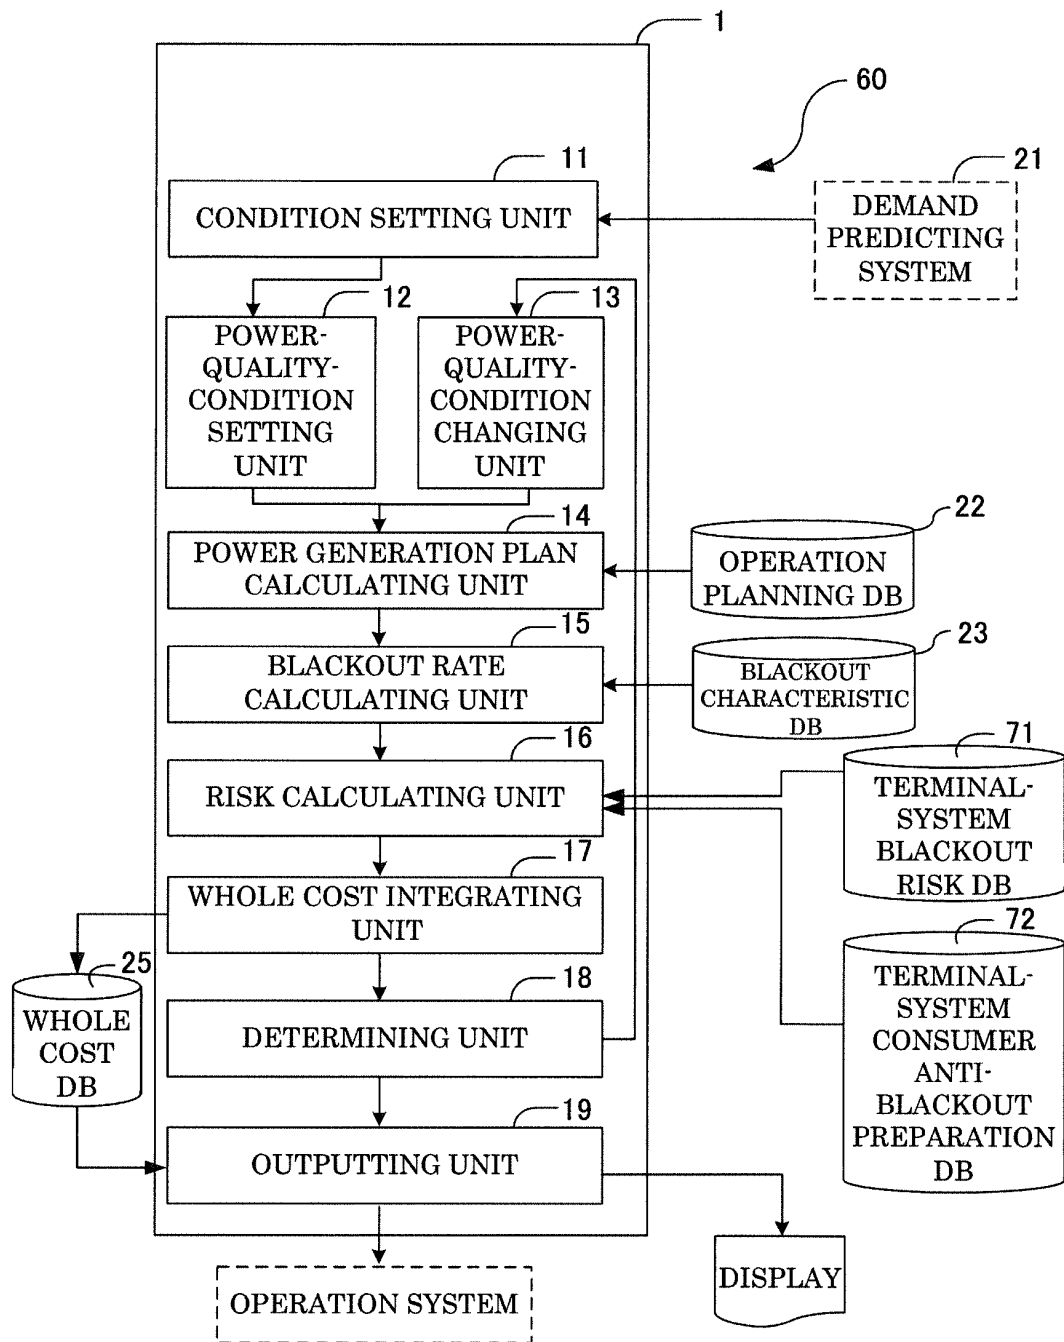 1
60
11
CONDITION SETTING UNIT
21
DEMAND
PREDICTING
SYSTEM
12
POWER-
QUALITY-
CONDITION
SETTING
UNIT
13
POWER-
QUALITY-
CONDITION
CHANGING
UNIT
14
POWER GENERATION PLAN
CALCULATING UNIT
22
OPERATION
PLANNING DB
15
BLACKOUT RATE
CALCULATING UNIT
23
BLACKOUT
CHARACTERISTIC
DB
16
RISK CALCULATING UNIT
71
TERMINAL-
SYSTEM
BLACKOUT
RISK DB
17
WHOLE COST INTEGRATING
UNIT
72
TERMINAL-
SYSTEM
CONSUMER
ANTI-
BLACKOUT
PREPARATION
DB
25
WHOLE
COST
DB
18
DETERMINING UNIT
19
OUTPUTTING UNIT
DISPLAY
OPERATION SYSTEM